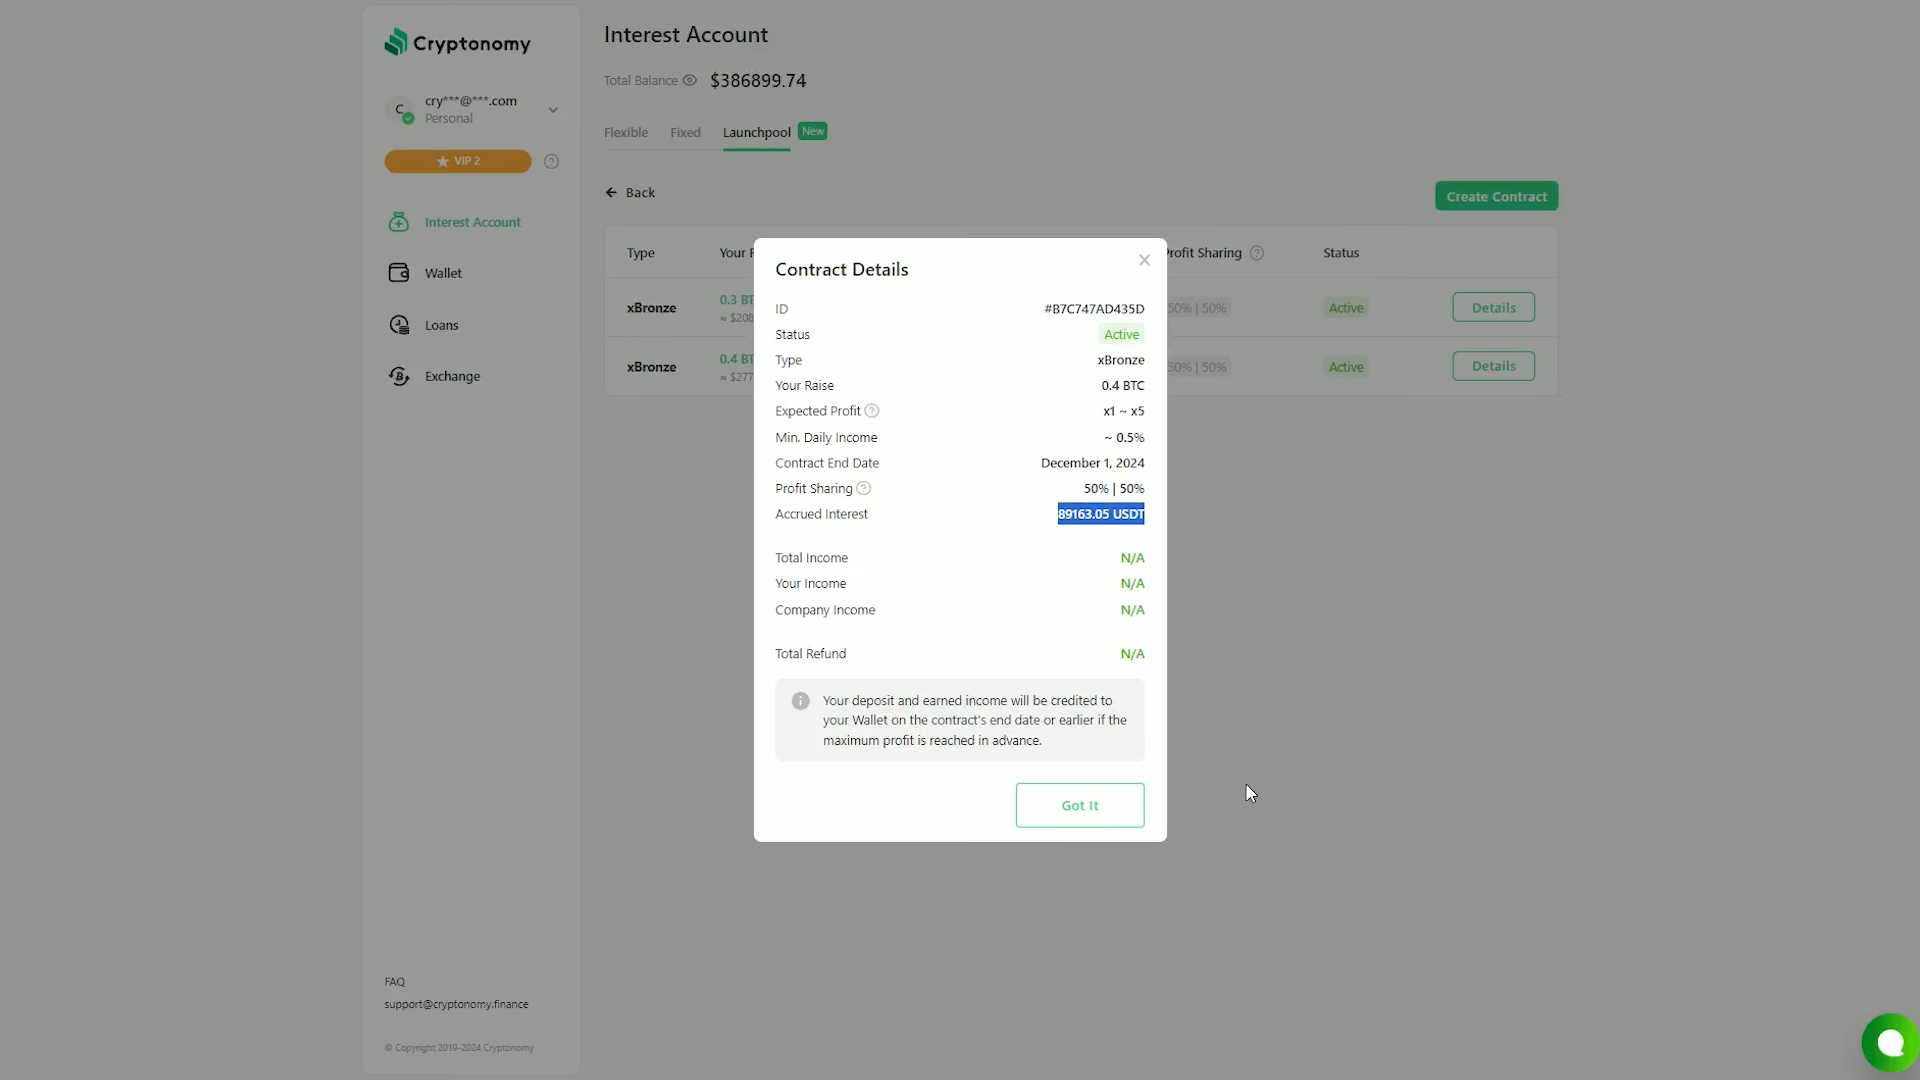 Cryptonomy
C
cry***@***.com
Personal
★ VIP 2
Interest Account
Wallet
Loans
Exchange
FAQ
support@cryptonomy.finance
© Copyright 2019-2024 Cryptonomy
Interest Account
Total Balance $386899.74
Flexible Fixed Launchpool New
← Back
Create Contract
Type Your Profit Sharing Status
xBronze 0.3 50% | 50% Active Details
xBronze 0.4 50% | 50% Active Details
Contract Details
ID #B7C747AD435D
Status Active
Type xBronze
Your Raise 0.4 BTC
Expected Profit x1 ~ x5
Min. Daily Income ~ 0.5%
Contract End Date December 1, 2024
Profit Sharing 50% | 50%
Accrued Interest 89163.05 USDT
Total Income N/A
Your Income N/A
Company Income N/A
Total Refund N/A
Your deposit and earned income will be credited to
your Wallet on the contract's end date or earlier if the
maximum profit is reached in advance.
Got It